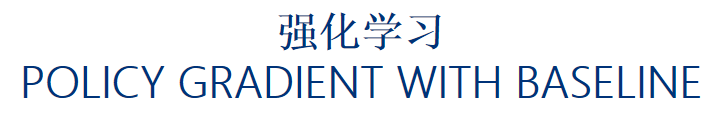 强化学习
POLICY GRADIENT WITH BASELINE